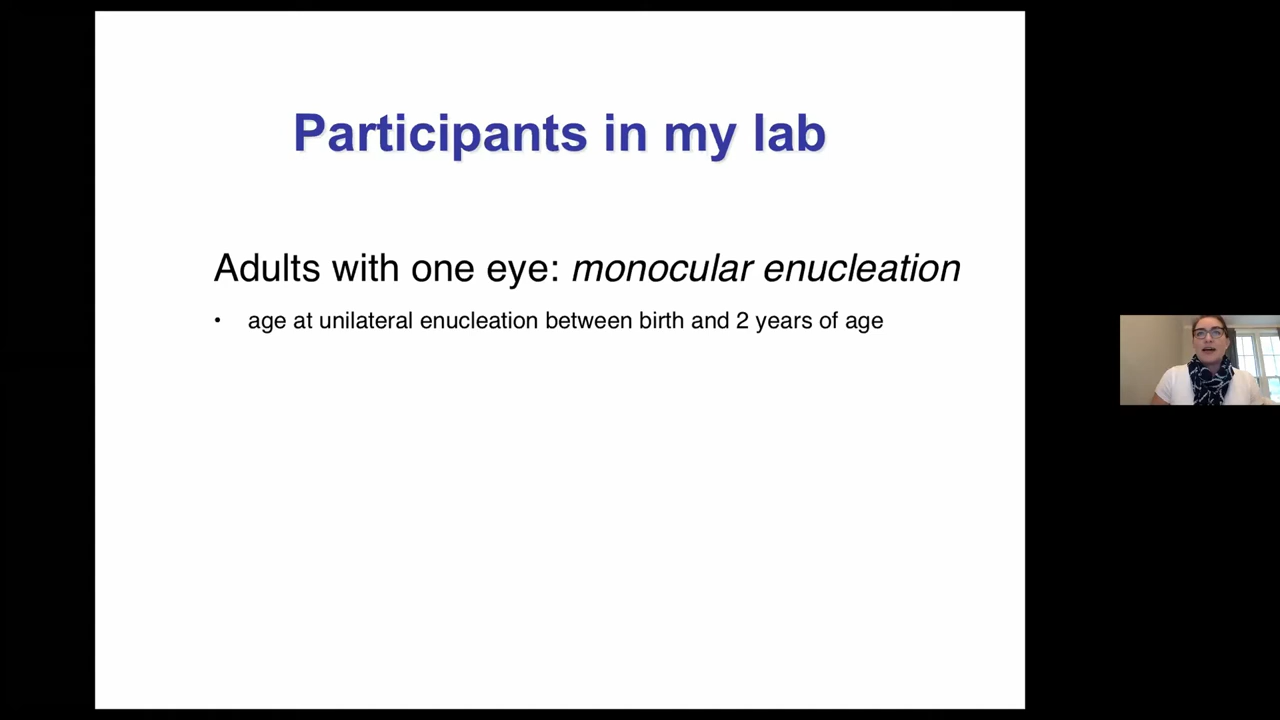 Participants in my lab
Adults with one eye: monocular enucleation
• age at unilateral enucleation between birth and 2 years of age